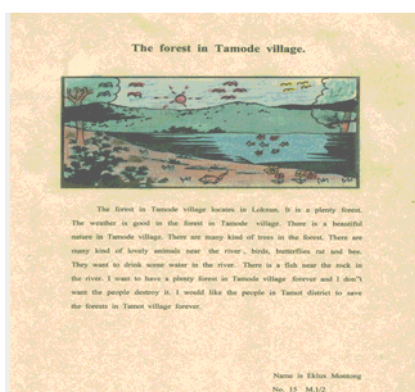 The forest in Tamode village.
The forest in Tamode village locates in Lokman. It is a plenty forest.
The weather is good in the forest in Tamode village. There is a beautiful
nature in Tamode village. There are many kind of trees in the forest. There are
many kind of lovely animals near the river , birds, butterflies rat and bee.
They want to drink some water in the river. There is a fish near the rock in
the river. I want to have a plenty forest in Tamode village forever and I don"t
want the people destroy it. I would like the people in Tamot district to save
the forests in Tamot village forever.
Name is Eklux Montong
No. 15 M.1/2